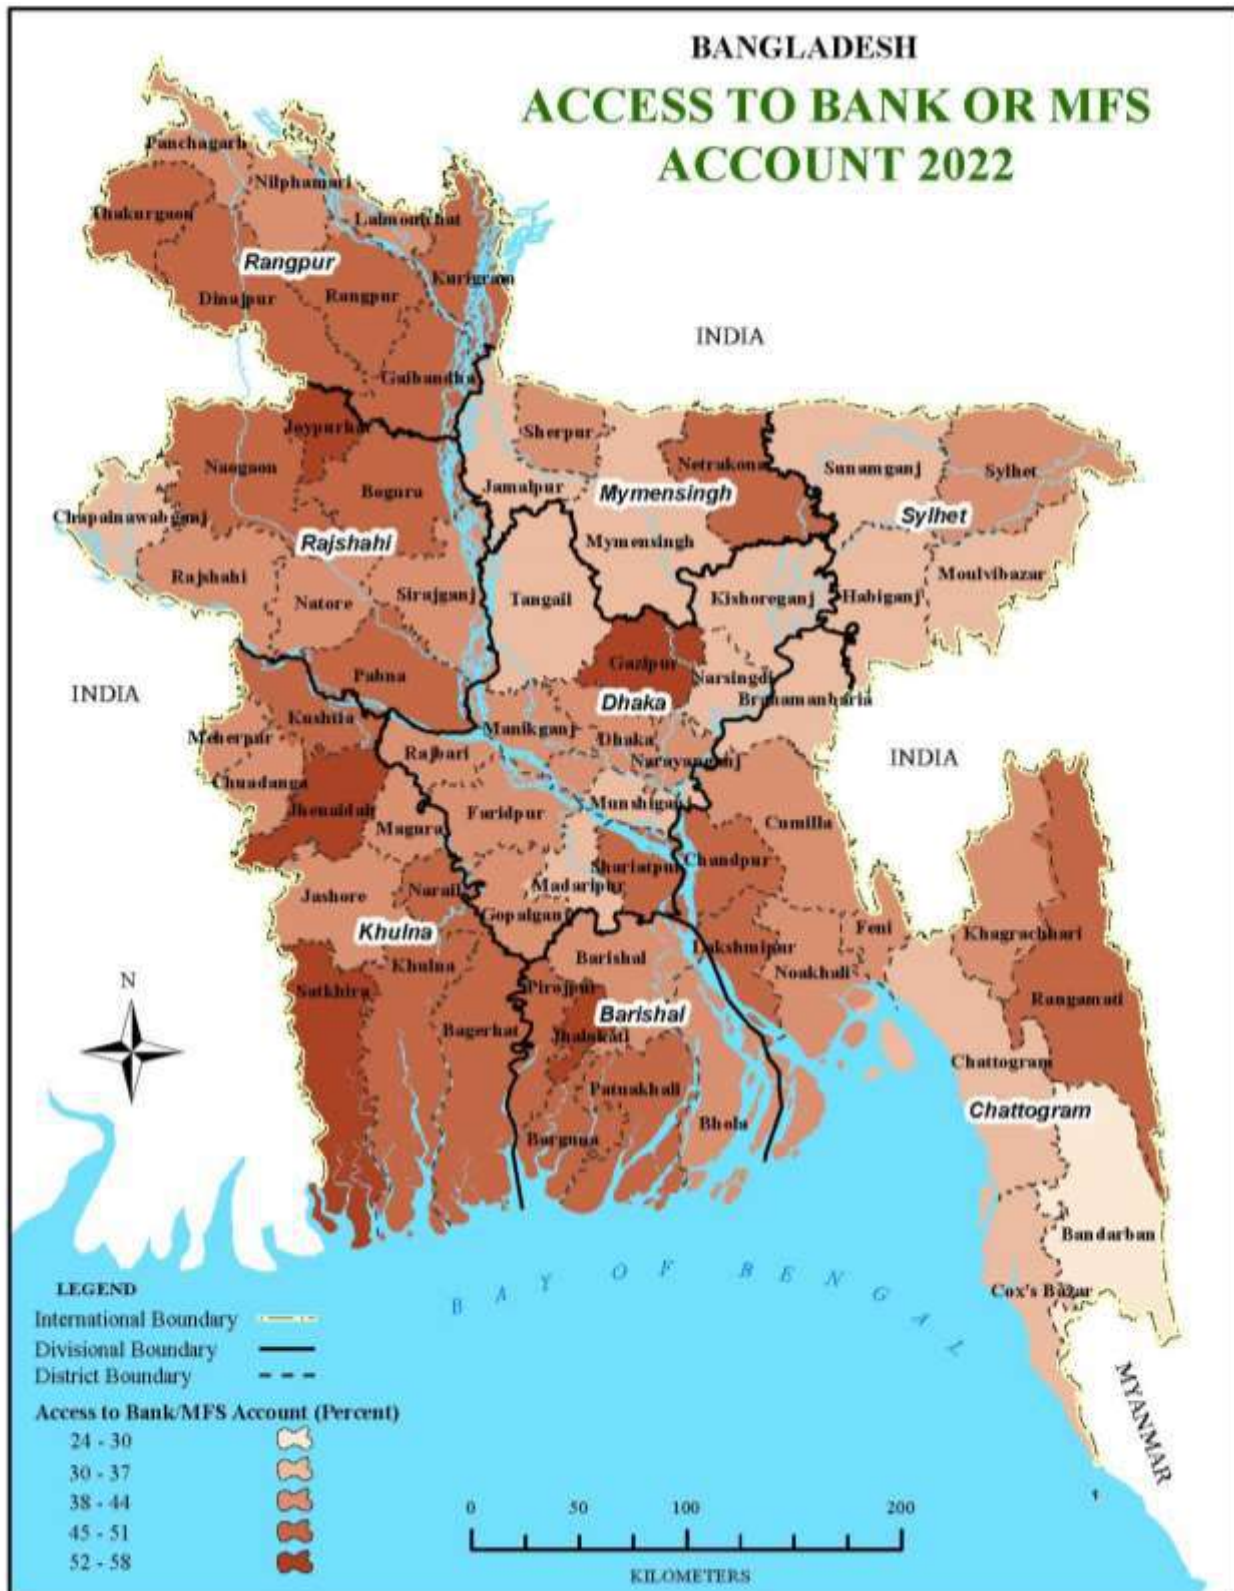 BANGLADESH
ACCESS TO BANK OR MFS
ACCOUNT 2022
Panchagarh
Nilphamari
Thakurgaon
Lalmonirhat
Rangpur
Kurigram
Dinajpur
Rangpur
INDIA
Gaibandha
Joypurhat
Sherpur
Netrakona
Sunamganj
Sylhet
Naogaon
Bogura
Jamalpur
Mymensingh
Sylhet
Chapainawabganj
Rajshahi
Mymensingh
Rajshahi
Natore
Sirajganj
Tangail
Kishoreganj
Habiganj
Moulvibazar
Gazipur
Narsingdi
INDIA
Pabna
Dhaka
Brahamanbaria
Kushtia
Meherpur
Manikganj
Dhaka
Rajbari
Narayanganj
INDIA
Chuadanga
Jhenaidah
Faridpur
Munshiganj
Magura
Cumilla
Shariatpur
Chandpur
Jashore
Narail
Madaripur
Gopalganj
Khulna
Feni
Khagrachhari
Barishal
Lakshmipur
Noakhali
Khulna
N
Satkhira
Pirojpur
Rangamati
Barishal
Bagerhat
Jhalokati
Chattogram
Patuakhali
Chattogram
Bhola
Barguna
Bandarban
BAY OF BENGAL
Cox's Bazar
MYANMAR
LEGEND
International Boundary
Divisional Boundary
District Boundary
Access to Bank/MFS Account (Percent)
24 - 30
30 - 37
38 - 44
45 - 51
52 - 58
0 50 100 200
KILOMETERS